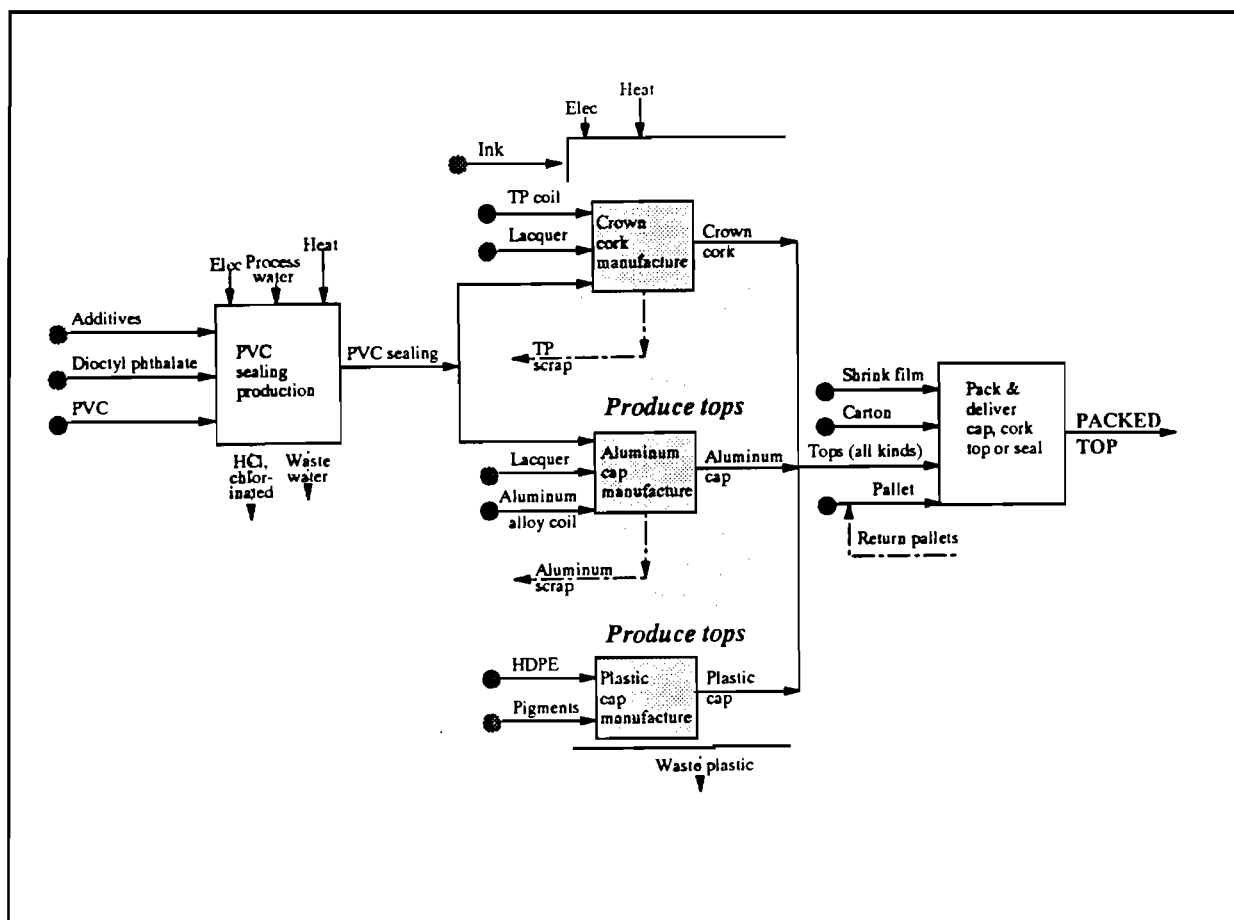 Heat
Elec
Ink
TP coil
Lacquer
Crown
cork
manufacture
Crown
cork
Heat
Elec
Process
water
Additives
Dioctyl phthalate
PVC
PVC
sealing
production
PVC sealing
HCl,
chlor-
inated
Waste
water
TP
scrap
Produce tops
Lacquer
Aluminum
alloy coil
Aluminum
cap
manufacture
Aluminum
cap
Aluminum
scrap
Produce tops
HDPE
Pigments
Plastic
cap
manufacture
Plastic
cap
Waste plastic
Shrink film
Carton
Tops (all kinds)
Pallet
Return pallets
Pack &
deliver
cap, cork
top or seal
PACKED
TOP